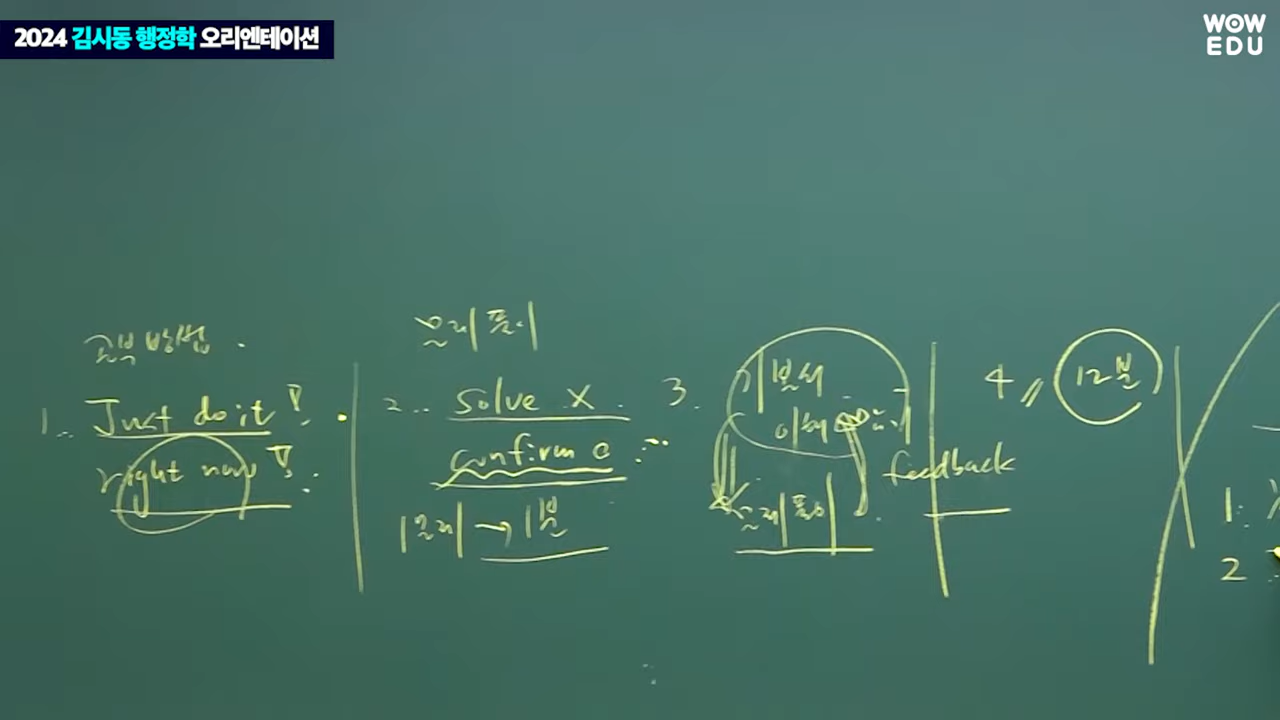 2024 김시동 행정학 오리엔테이션
WOW
EDU
공부방법.
1.. Just do it!
right now!
문제풀이
2.. solve X
confirm o
1문제 → 1분
3. 기본서
문제풀이
feedback
4 12분
1.
2